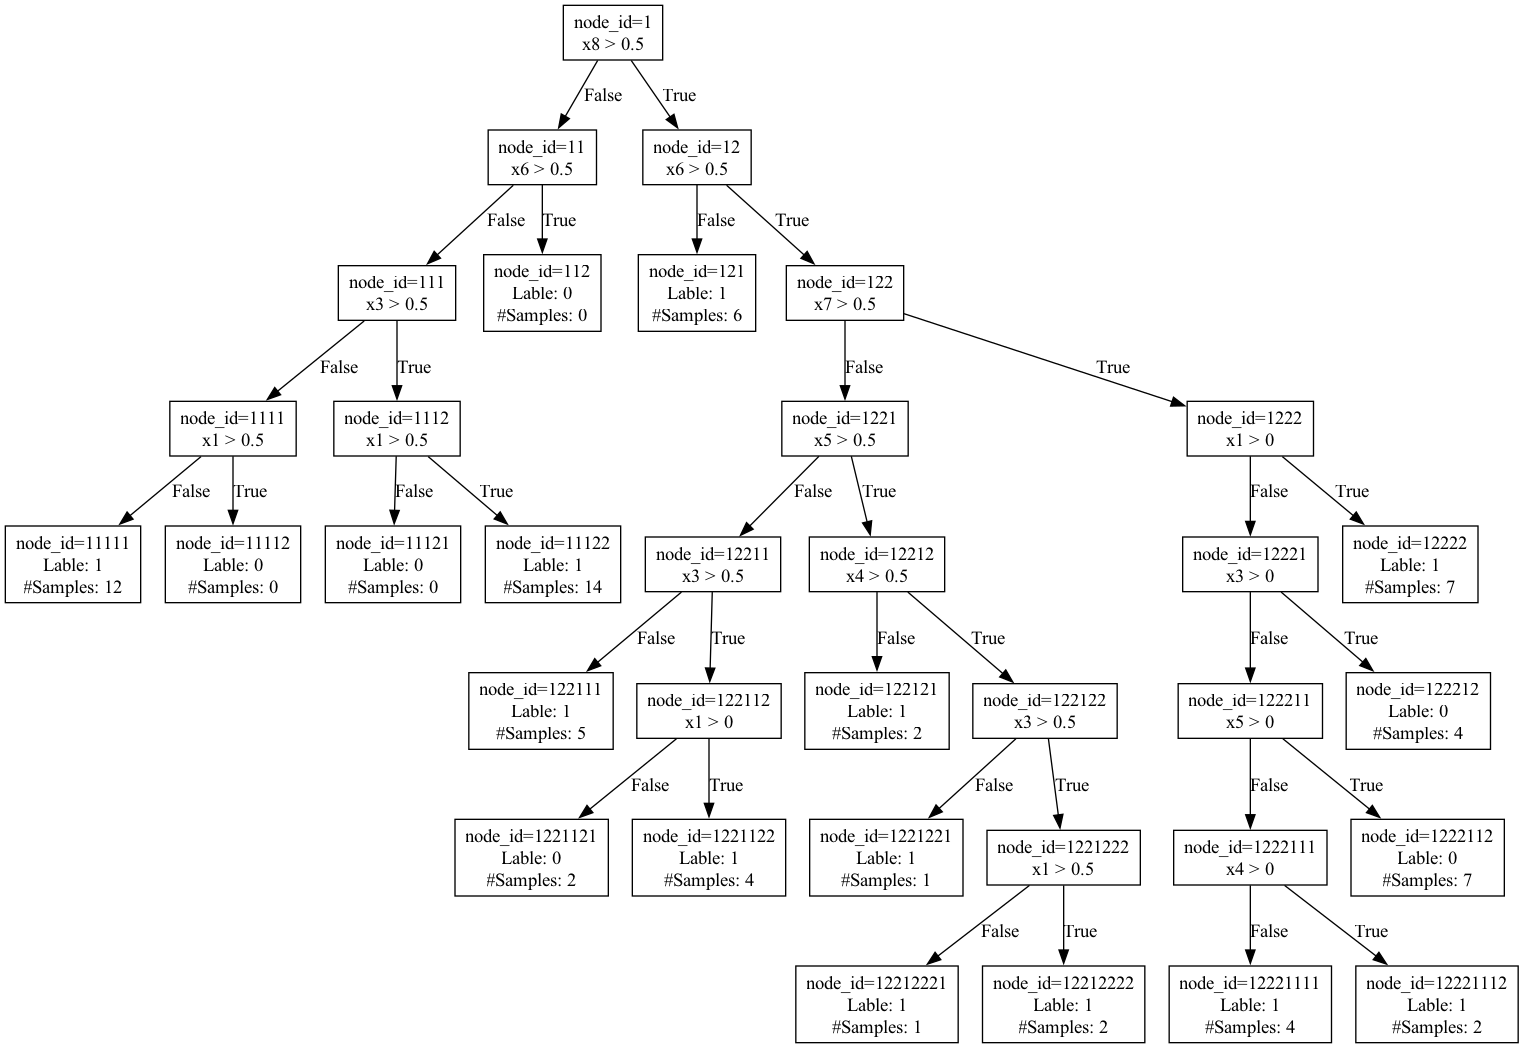 node_id=1
x8 > 0.5
False
True
node_id=11
x6 > 0.5
node_id=12
x6 > 0.5
False
True
False
True
node_id=111
x3 > 0.5
node_id=112
Lable: 0
#Samples: 0
node_id=121
Lable: 1
#Samples: 6
node_id=122
x7 > 0.5
False
True
False
True
node_id=1111
x1 > 0.5
node_id=1112
x1 > 0.5
node_id=1221
x5 > 0.5
node_id=1222
x1 > 0
False
True
False
True
False
True
False
True
node_id=11111
Lable: 1
#Samples: 12
node_id=11112
Lable: 0
#Samples: 0
node_id=11121
Lable: 0
#Samples: 0
node_id=11122
Lable: 1
#Samples: 14
node_id=12211
x3 > 0.5
node_id=12212
x4 > 0.5
node_id=12221
x3 > 0
node_id=12222
Lable: 1
#Samples: 7
False
True
False
True
False
True
node_id=122111
Lable: 1
#Samples: 5
node_id=122112
x1 > 0
node_id=122121
Lable: 1
#Samples: 2
node_id=122122
x3 > 0.5
node_id=122211
x5 > 0
node_id=122212
Lable: 0
#Samples: 4
False
True
False
True
False
True
node_id=1221121
Lable: 0
#Samples: 2
node_id=1221122
Lable: 1
#Samples: 4
node_id=1221221
Lable: 1
#Samples: 1
node_id=1221222
x1 > 0.5
node_id=1222111
x4 > 0
node_id=1222112
Lable: 0
#Samples: 7
False
True
False
True
node_id=12212221
Lable: 1
#Samples: 1
node_id=12212222
Lable: 1
#Samples: 2
node_id=12221111
Lable: 1
#Samples: 4
node_id=12221112
Lable: 1
#Samples: 2